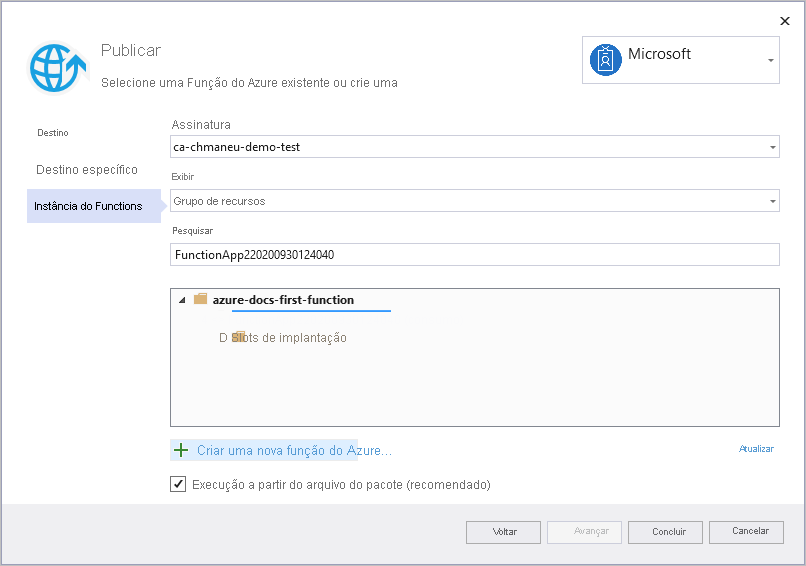 Publicar
Selecione uma Função do Azure existente ou crie uma
Microsoft
Destino
Destino específico
Instância do Functions
Assinatura
ca-chmaneu-demo-test
Exibir
Grupo de recursos
Pesquisar
FunctionApp220200930124040
azure-docs-first-function
D Slots de implantação
Criar uma nova função do Azure...
Atualizar
Execução a partir do arquivo do pacote (recomendado)
Voltar
Avançar
Concluir
Cancelar